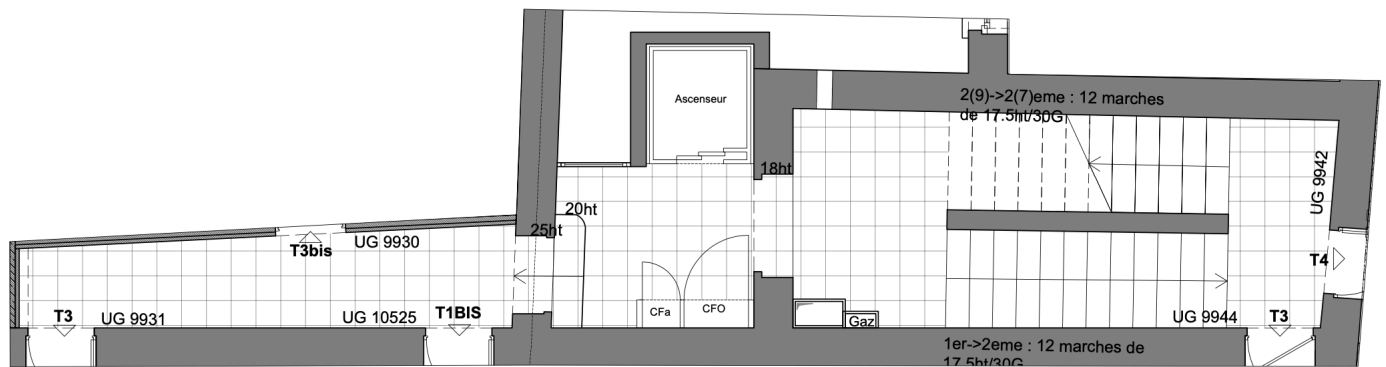 Ascenseur
2(9)->2(7)eme : 12 marches
de 17.5ht/30G
18ht
UG 9942
20ht
25ht
T3bis
UG 9930
T4
T3
UG 9931
UG 10525
T1BIS
CFa
CFO
Gaz
UG 9944
T3
1er->2eme : 12 marches de
17.5ht/30G